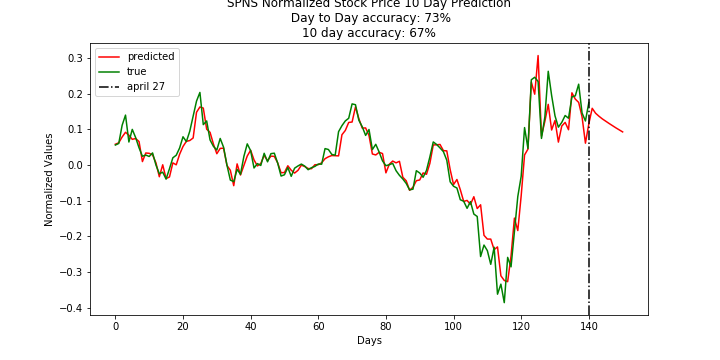 SPNS Normalized Stock Price 10 Day Prediction
Day to Day accuracy: 73%
10 day accuracy: 67%
predicted
true
april 27
0.3
0.2
0.1
0.0
−0.1
−0.2
−0.3
−0.4
Normalized Values
0
20
40
60
80
100
120
140
Days